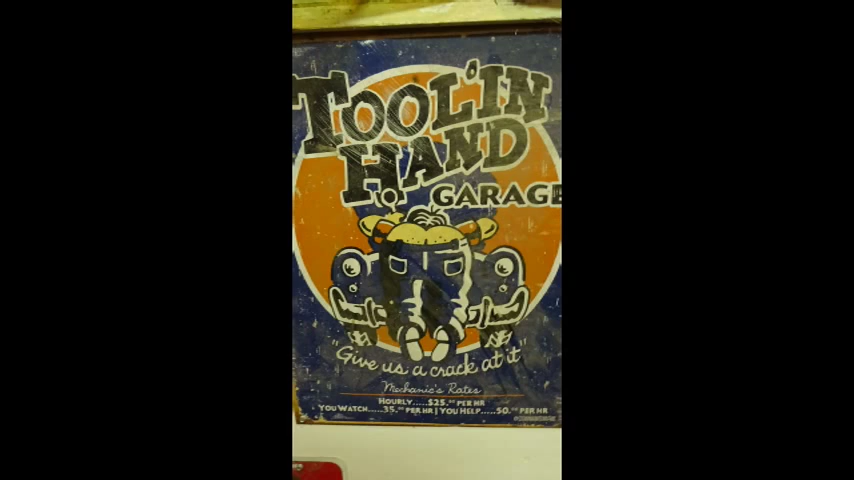 TOOL'IN
HAND
GARAGE
"Give us a crack at it"
Mechanic's Rates
HOURLY.....$25.00 PER HR
YOU WATCH.....35.00 PER HR | YOU HELP.....50.00 PER HR